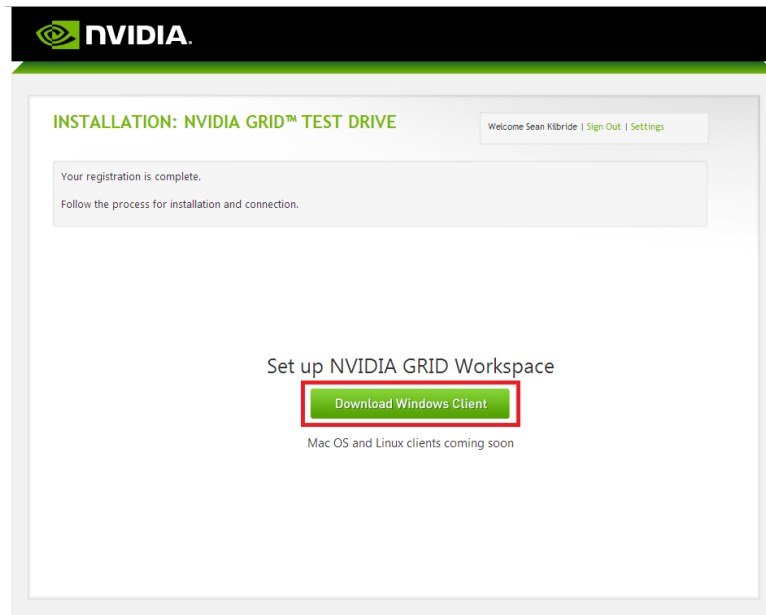 NVIDIA.
INSTALLATION: NVIDIA GRID™ TEST DRIVE
Welcome Sean Kilbride | Sign Out | Settings
Your registration is complete.
Follow the process for installation and connection.
Set up NVIDIA GRID Workspace
Download Windows Client
Mac OS and Linux clients coming soon